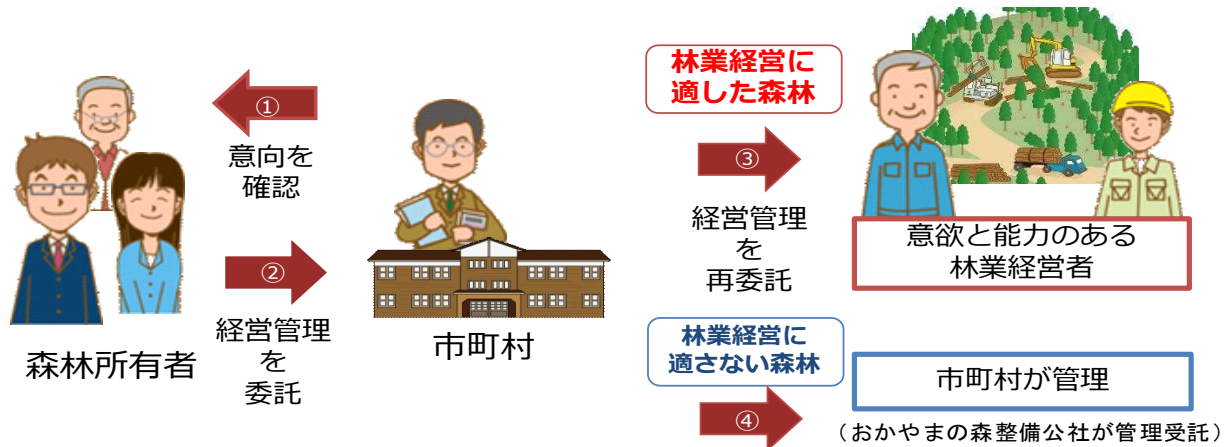 ①
意向を
確認
②
経営管理
を
委託
森林所有者
市町村
林業経営に
適した森林
③
経営管理
を
再委託
意欲と能力のある
林業経営者
林業経営に
適さない森林
④
市町村が管理
（おかやまの森整備公社が管理受託）